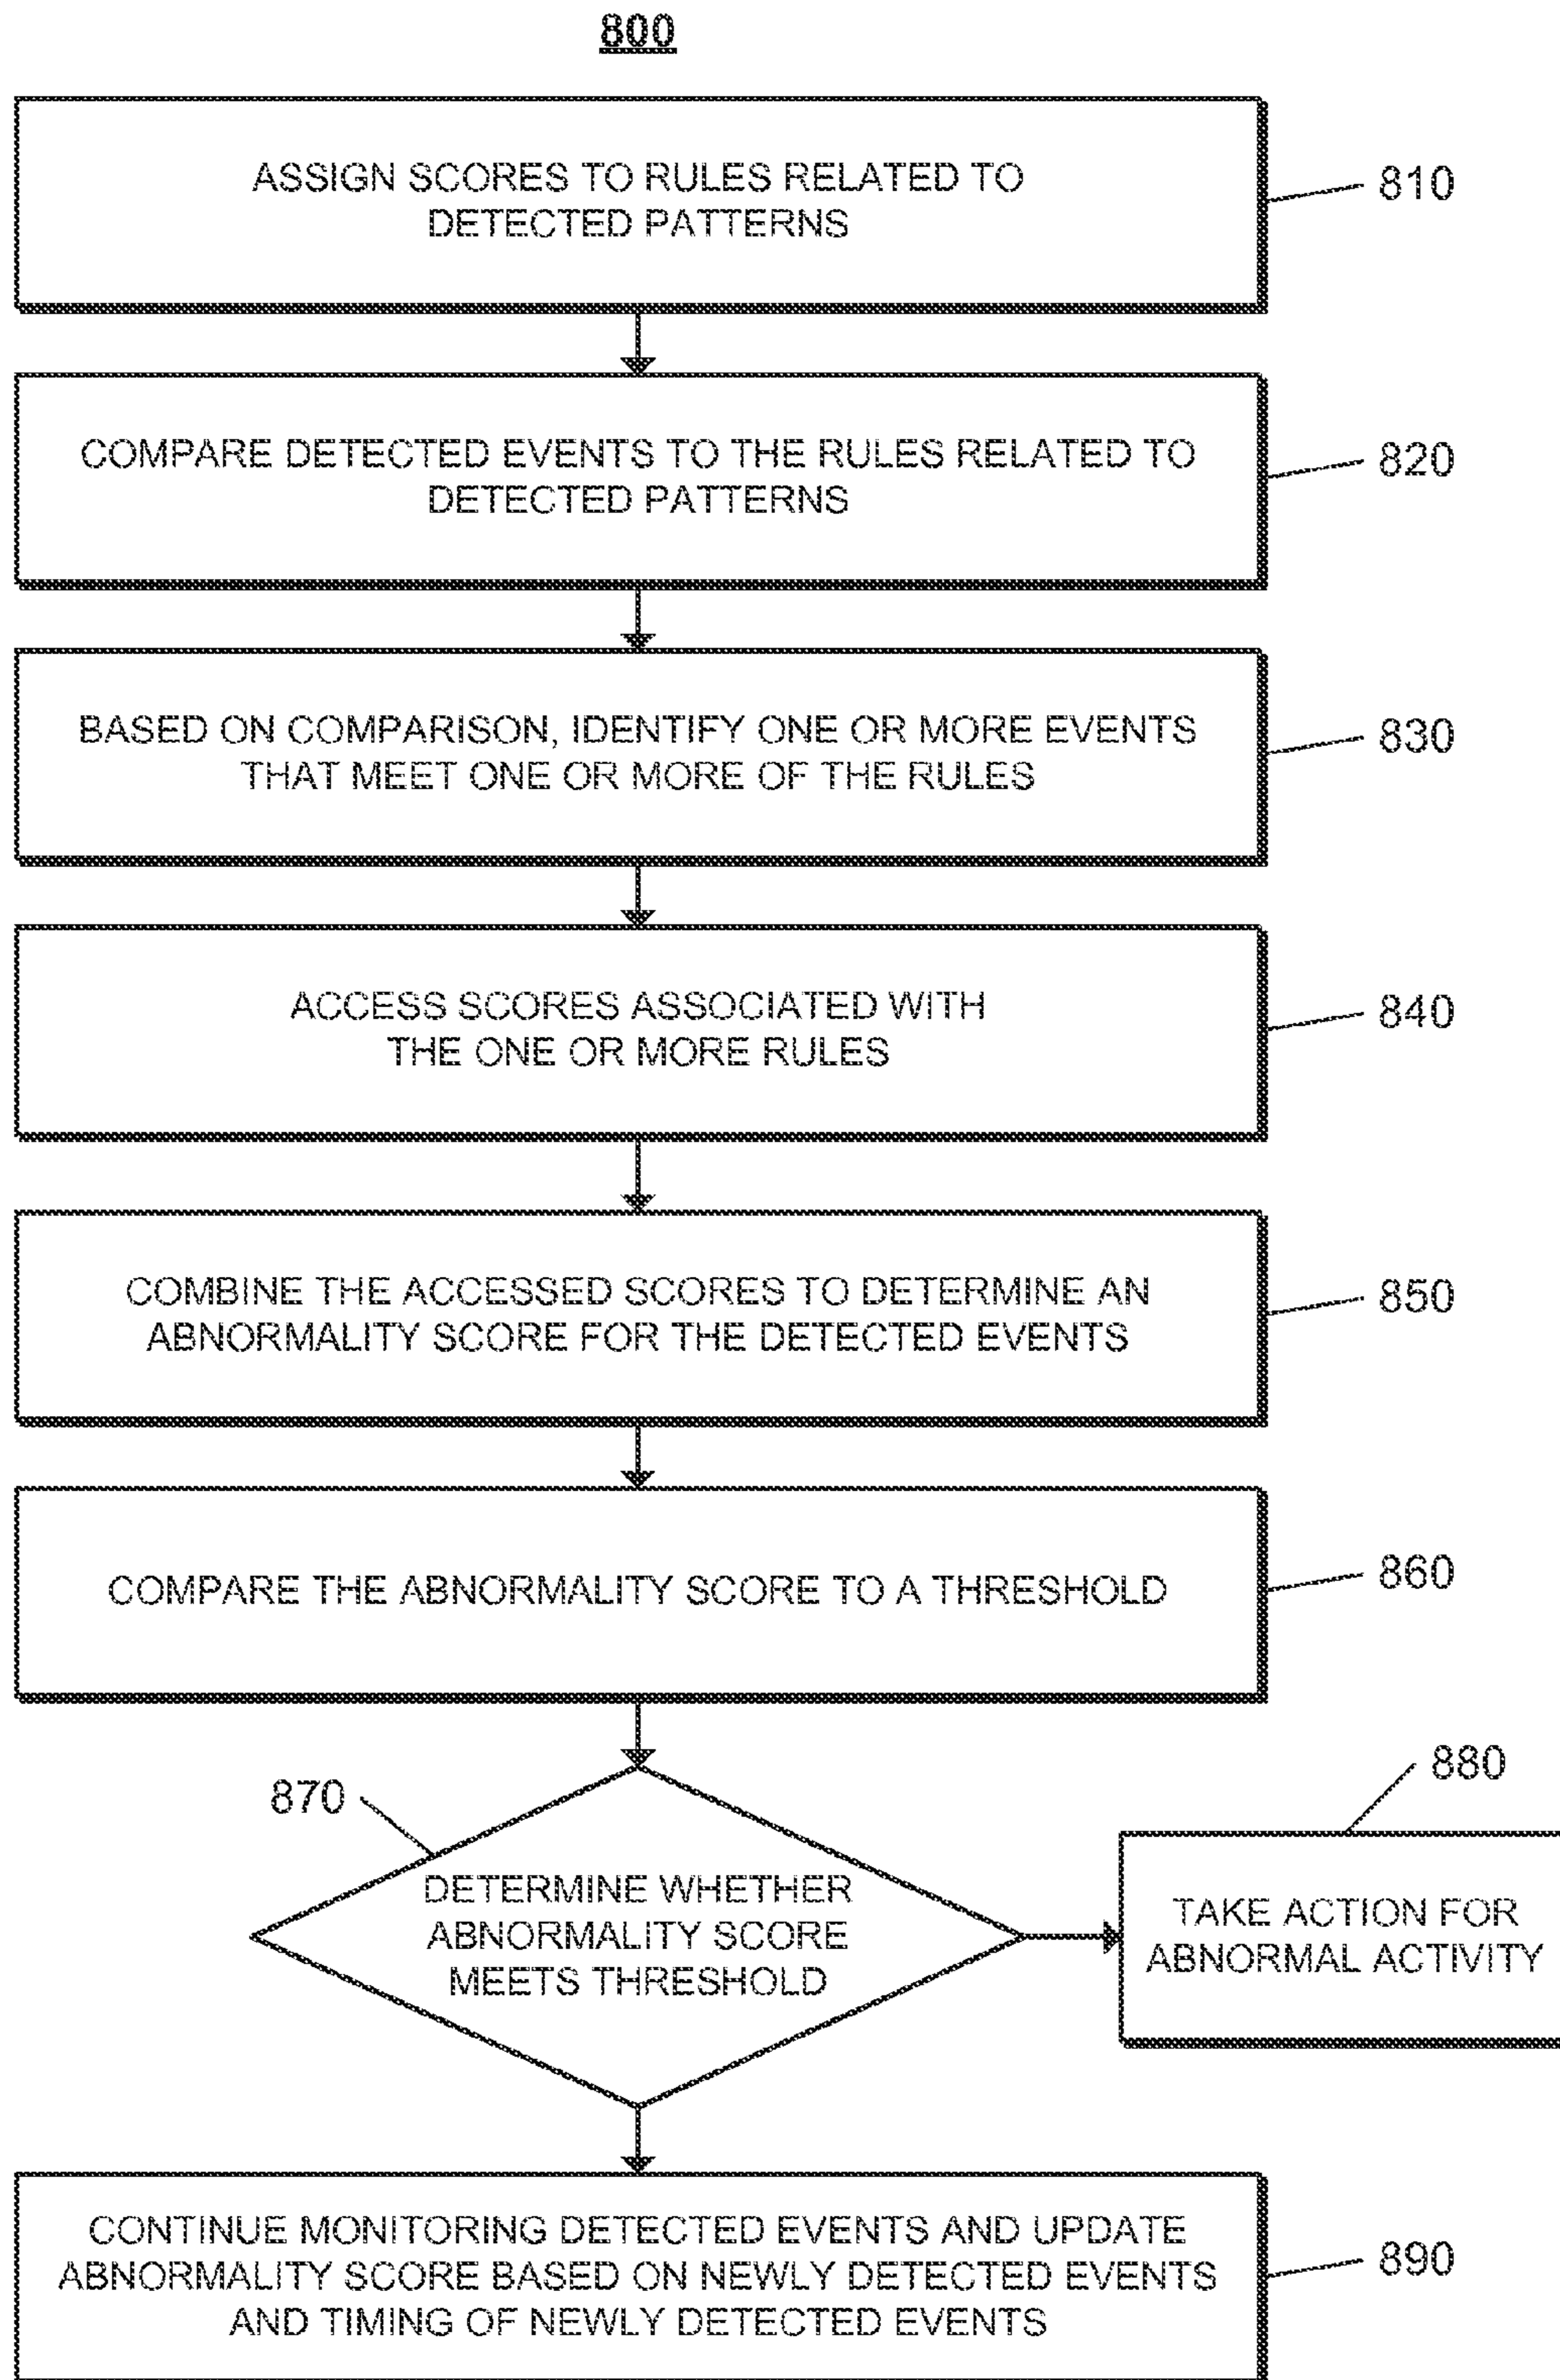 800
ASSIGN SCORES TO RULES RELATED TO
DETECTED PATTERNS
810
COMPARE DETECTED EVENTS TO THE RULES RELATED TO
DETECTED PATTERNS
820
BASED ON COMPARISON, IDENTIFY ONE OR MORE EVENTS
THAT MEET ONE OR MORE OF THE RULES
830
ACCESS SCORES ASSOCIATED WITH
THE ONE OR MORE RULES
840
COMBINE THE ACCESSED SCORES TO DETERMINE AN
ABNORMALITY SCORE FOR THE DETECTED EVENTS
850
COMPARE THE ABNORMALITY SCORE TO A THRESHOLD
860
870
DETERMINE WHETHER
ABNORMALITY SCORE
MEETS THRESHOLD
880
TAKE ACTION FOR
ABNORMAL ACTIVITY
CONTINUE MONITORING DETECTED EVENTS AND UPDATE
ABNORMALITY SCORE BASED ON NEWLY DETECTED EVENTS
AND TIMING OF NEWLY DETECTED EVENTS
890